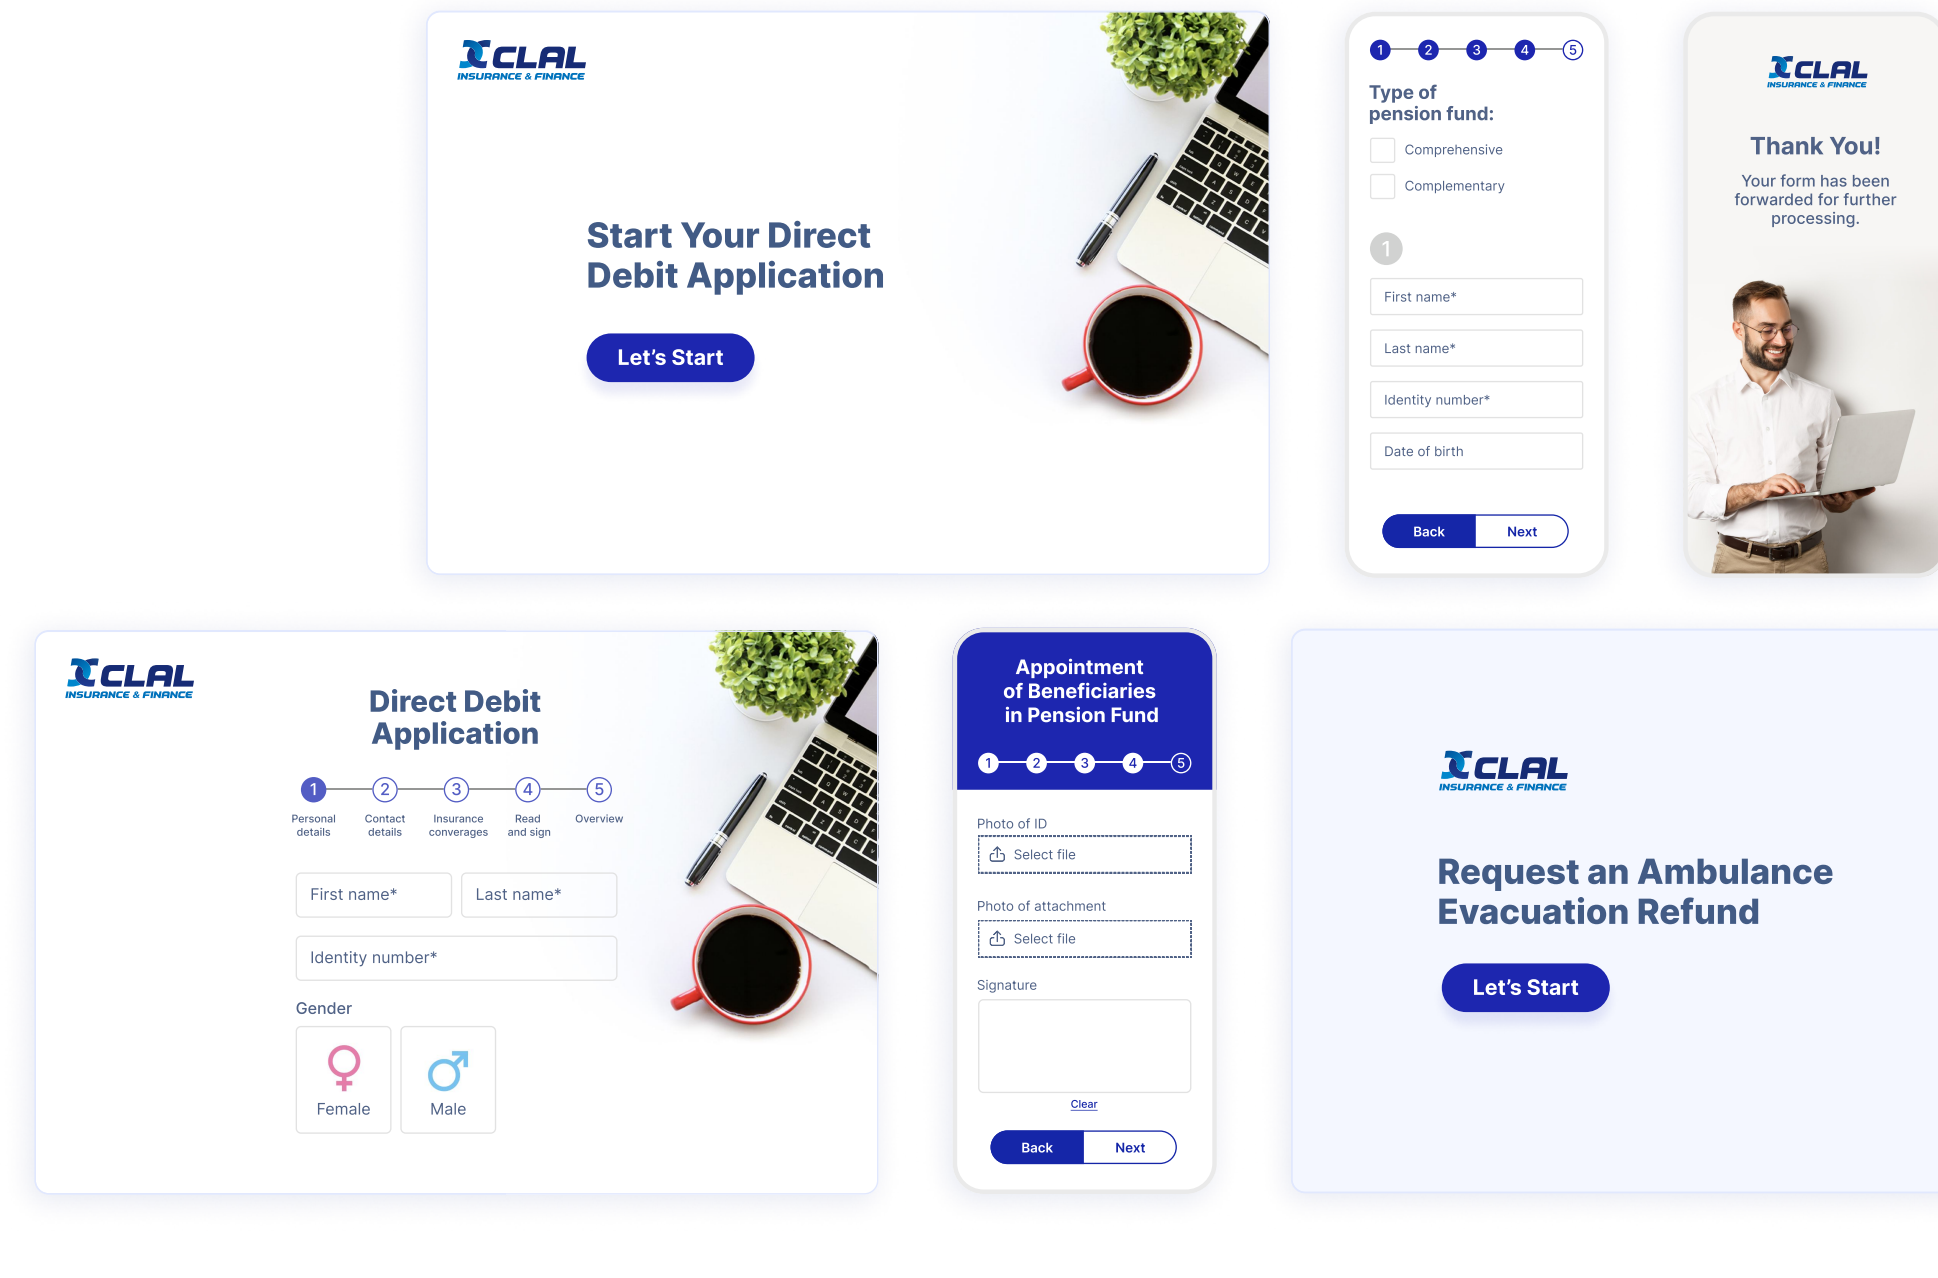 CLAL
INSURANCE & FINANCE
Start Your Direct
Debit Application
Let's Start
1 2 3 4 5
Type of
pension fund:
Comprehensive
Complementary
1
First name*
Last name*
Identity number*
Date of birth
Back Next
CLAL
INSURANCE & FINANCE
Thank You!
Your form has been
forwarded for further
processing.
CLAL
INSURANCE & FINANCE
Direct Debit
Application
1 2 3 4 5
Personal details
Contact details
Insurance converages
Read and sign
Overview
First name* Last name*
Identity number*
Gender
Female Male
Appointment
of Beneficiaries
in Pension Fund
1 2 3 4 5
Photo of ID
Select file
Photo of attachment
Select file
Signature
Clear
Back Next
CLAL
INSURANCE & FINANCE
Request an Ambulance
Evacuation Refund
Let's Start